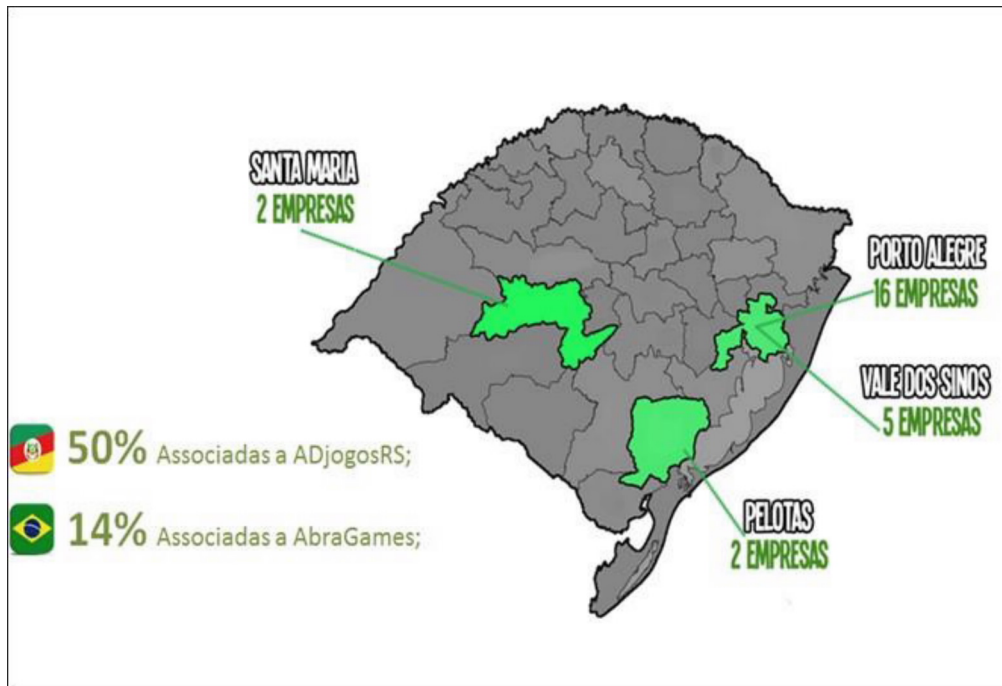 SANTA MARIA
2 EMPRESAS
PORTO ALEGRE
16 EMPRESAS
VALE DOS SINOS
5 EMPRESAS
50% Associadas a ADjogosRS;
14% Associadas a AbraGames;
PELOTAS
2 EMPRESAS